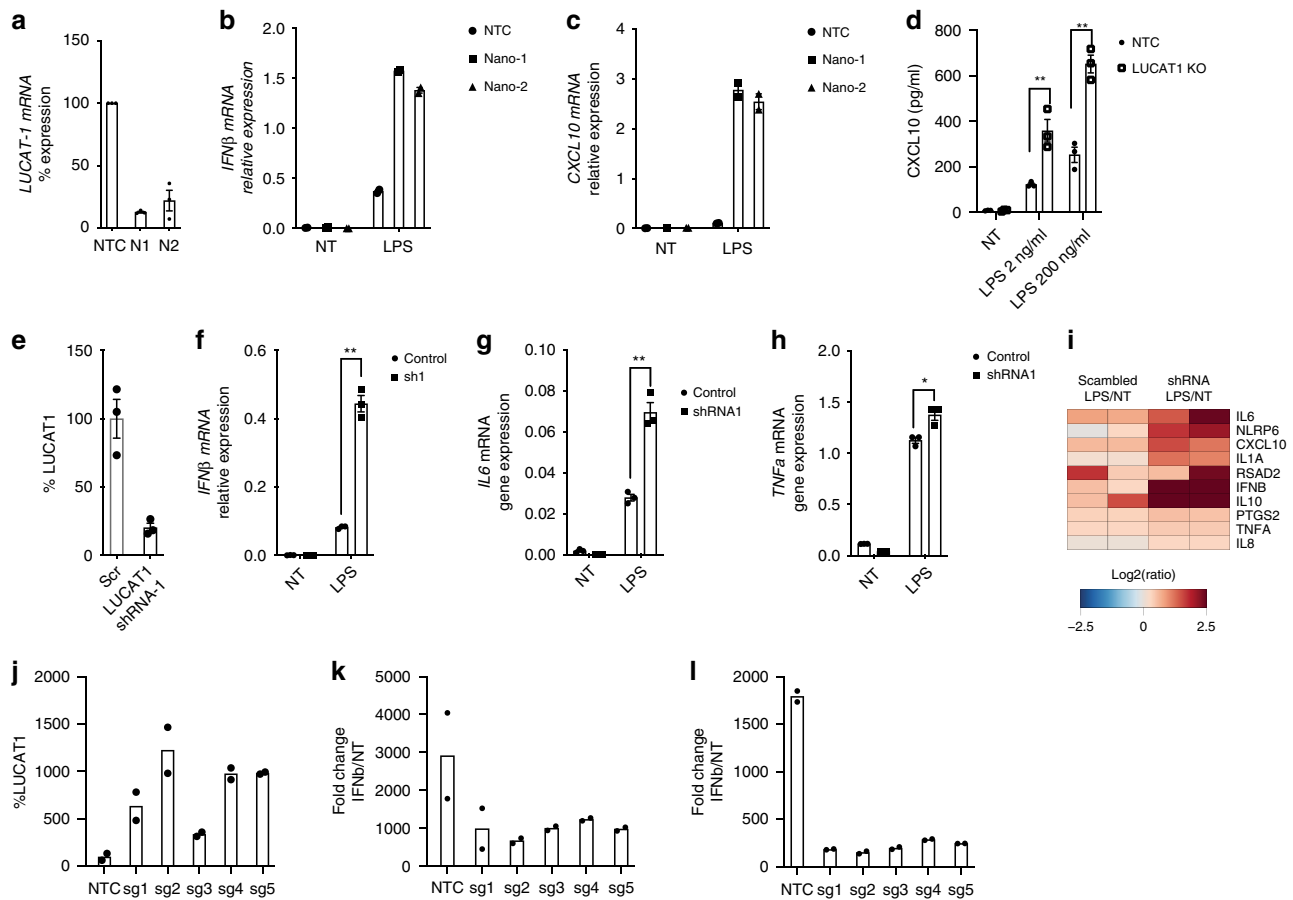 a
150
100
50
0
LUCAT-1 mRNA
% expression
NTC N1 N2
b
2.0
1.5
1.0
0.5
0.0
IFNβ mRNA
relative expression
NT LPS
NTC
Nano-1
Nano-2
c
4
3
2
1
0
CXCL10 mRNA
relative expression
NT LPS
NTC
Nano-1
Nano-2
d
800
600
400
200
0
CXCL10 (pg/ml)
**
**
NT
LPS 2 ng/ml
LPS 200 ng/ml
NTC
LUCAT1 KO
e
150
100
50
0
% LUCAT1
Scr
LUCAT1
shRNA-1
f
0.6
0.4
0.2
0.0
IFNβ mRNA
relative expression
**
NT
LPS
Control
sh1
g
0.10
0.08
0.06
0.04
0.02
0.00
IL6 mRNA
gene expression
**
NT
LPS
Control
shRNA1
h
2.0
1.5
1.0
0.5
0.0
TNFa mRNA
gene expression
*
NT
LPS
Control
shRNA1
i
Scambled
LPS/NT
shRNA
LPS/NT
IL6
NLRP6
CXCL10
IL1A
RSAD2
IFNB
IL10
PTGS2
TNFA
IL8
Log2(ratio)
−2.5 0 2.5
j
2000
1500
1000
500
0
%LUCAT1
NTC sg1 sg2 sg3 sg4 sg5
k
5000
4000
3000
2000
1000
0
Fold change
IFNb/NT
NTC sg1 sg2 sg3 sg4 sg5
l
2000
1500
1000
500
0
Fold change
IFNb/NT
NTC sg1 sg2 sg3 sg4 sg5